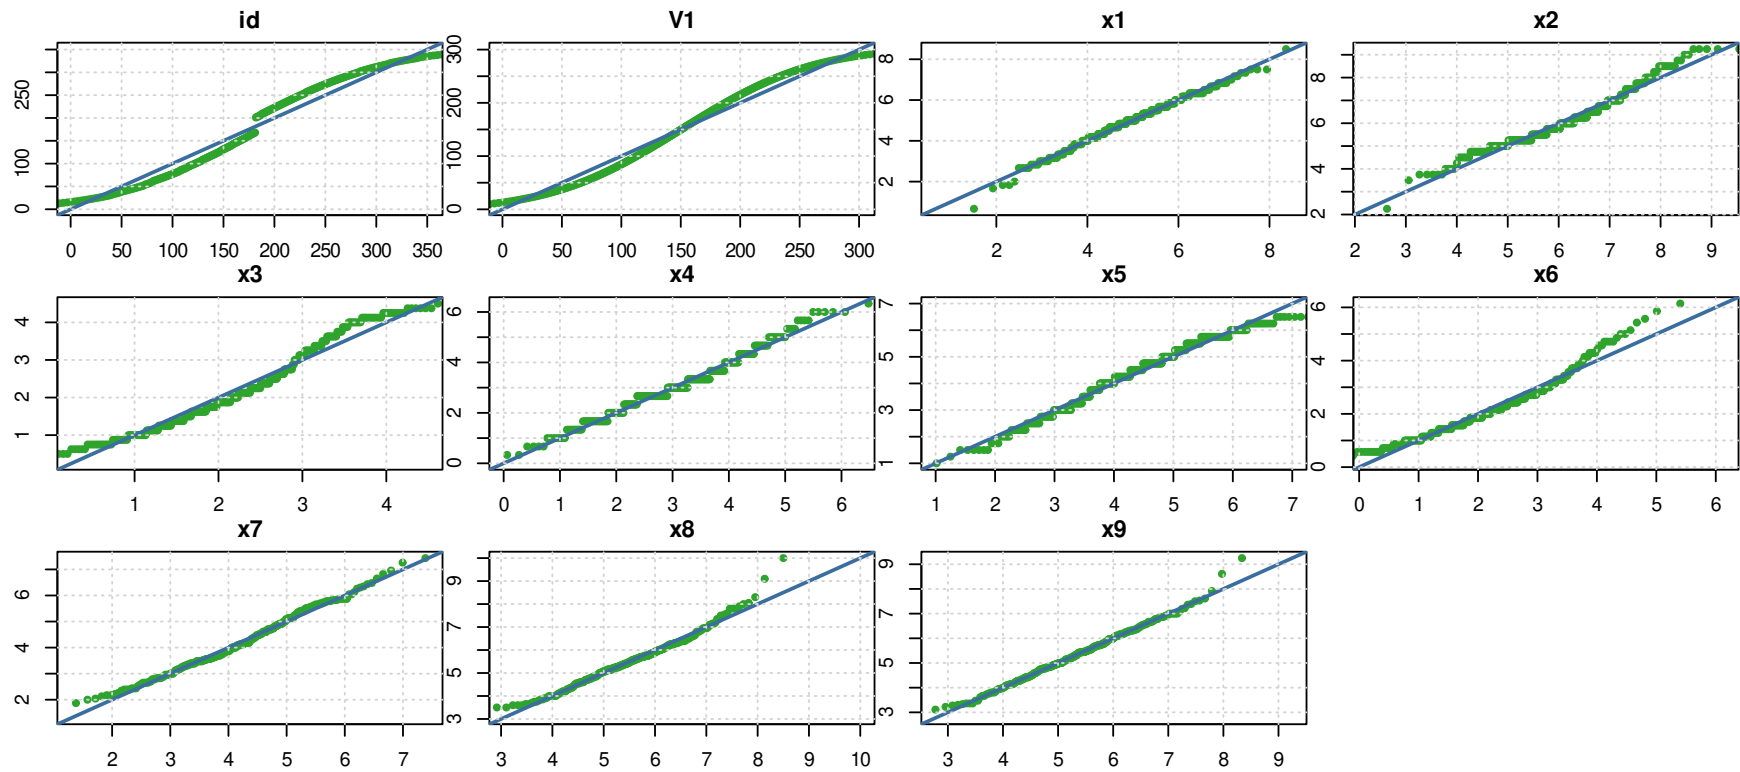 id V1 x1 x2
0 100 250
0 50 100 150 200 250 300 350
0 100 200 300
0 50 100 150 200 250 300
2 4 6 8
2 4 6 8
2 4 6 8
2 3 4 5 6 7 8 9
x3 x4 x5 x6
1 2 3 4
1 2 3 4
0 2 4 6
0 1 2 3 4 5 6
1 3 5 7
1 2 3 4 5 6 7
0 2 4 6
0 1 2 3 4 5 6
x7 x8 x9
2 4 6
2 3 4 5 6 7
3 5 7 9
3 4 5 6 7 8 9 10
3 5 7 9
3 4 5 6 7 8 9